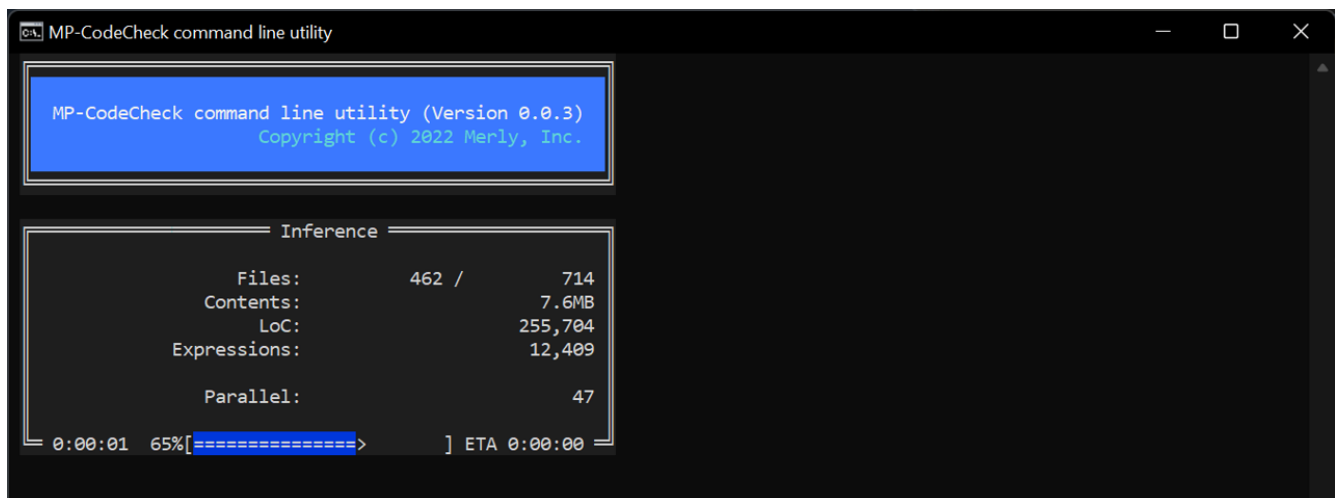 MP-CodeCheck command line utility
MP-CodeCheck command line utility (Version 0.0.3)
Copyright (c) 2022 Merly, Inc.
Inference
Files: 462 / 714
Contents: 7.6MB
LoC: 255,704
Expressions: 12,409
Parallel: 47
0:00:01 65%[===============> ] ETA 0:00:00